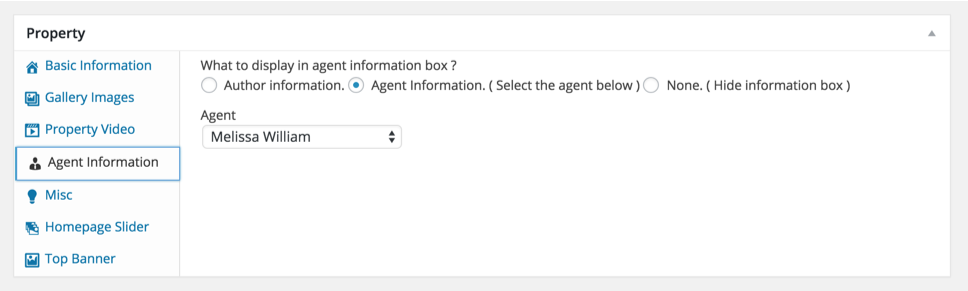 Property
Basic Information
Gallery Images
Property Video
Agent Information
Misc
Homepage Slider
Top Banner
What to display in agent information box ?
Author information. Agent Information. ( Select the agent below ) None. ( Hide information box )
Agent
Melissa William